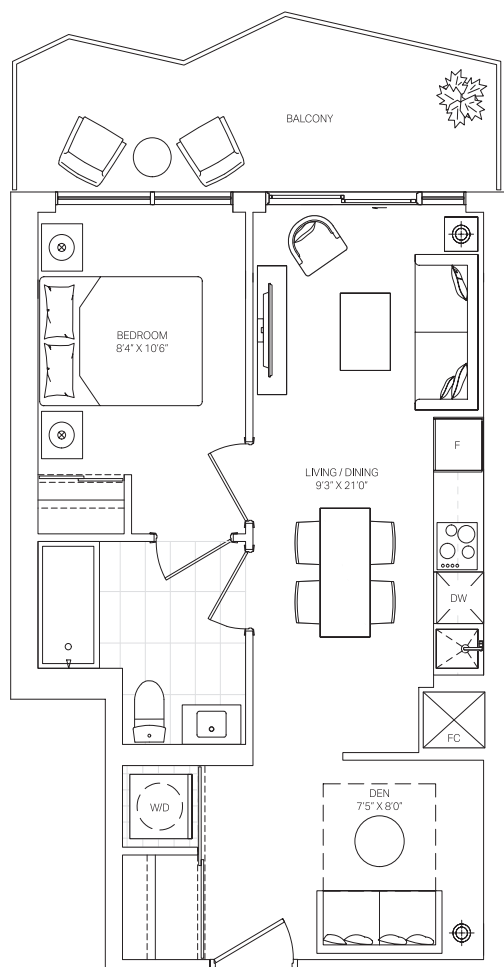 BALCONY
BEDROOM
8'4" X 10'6"
F
LIVING / DINING
9'3" X 21'0"
DW
FC
DEN
7'5" X 8'0"
W/D